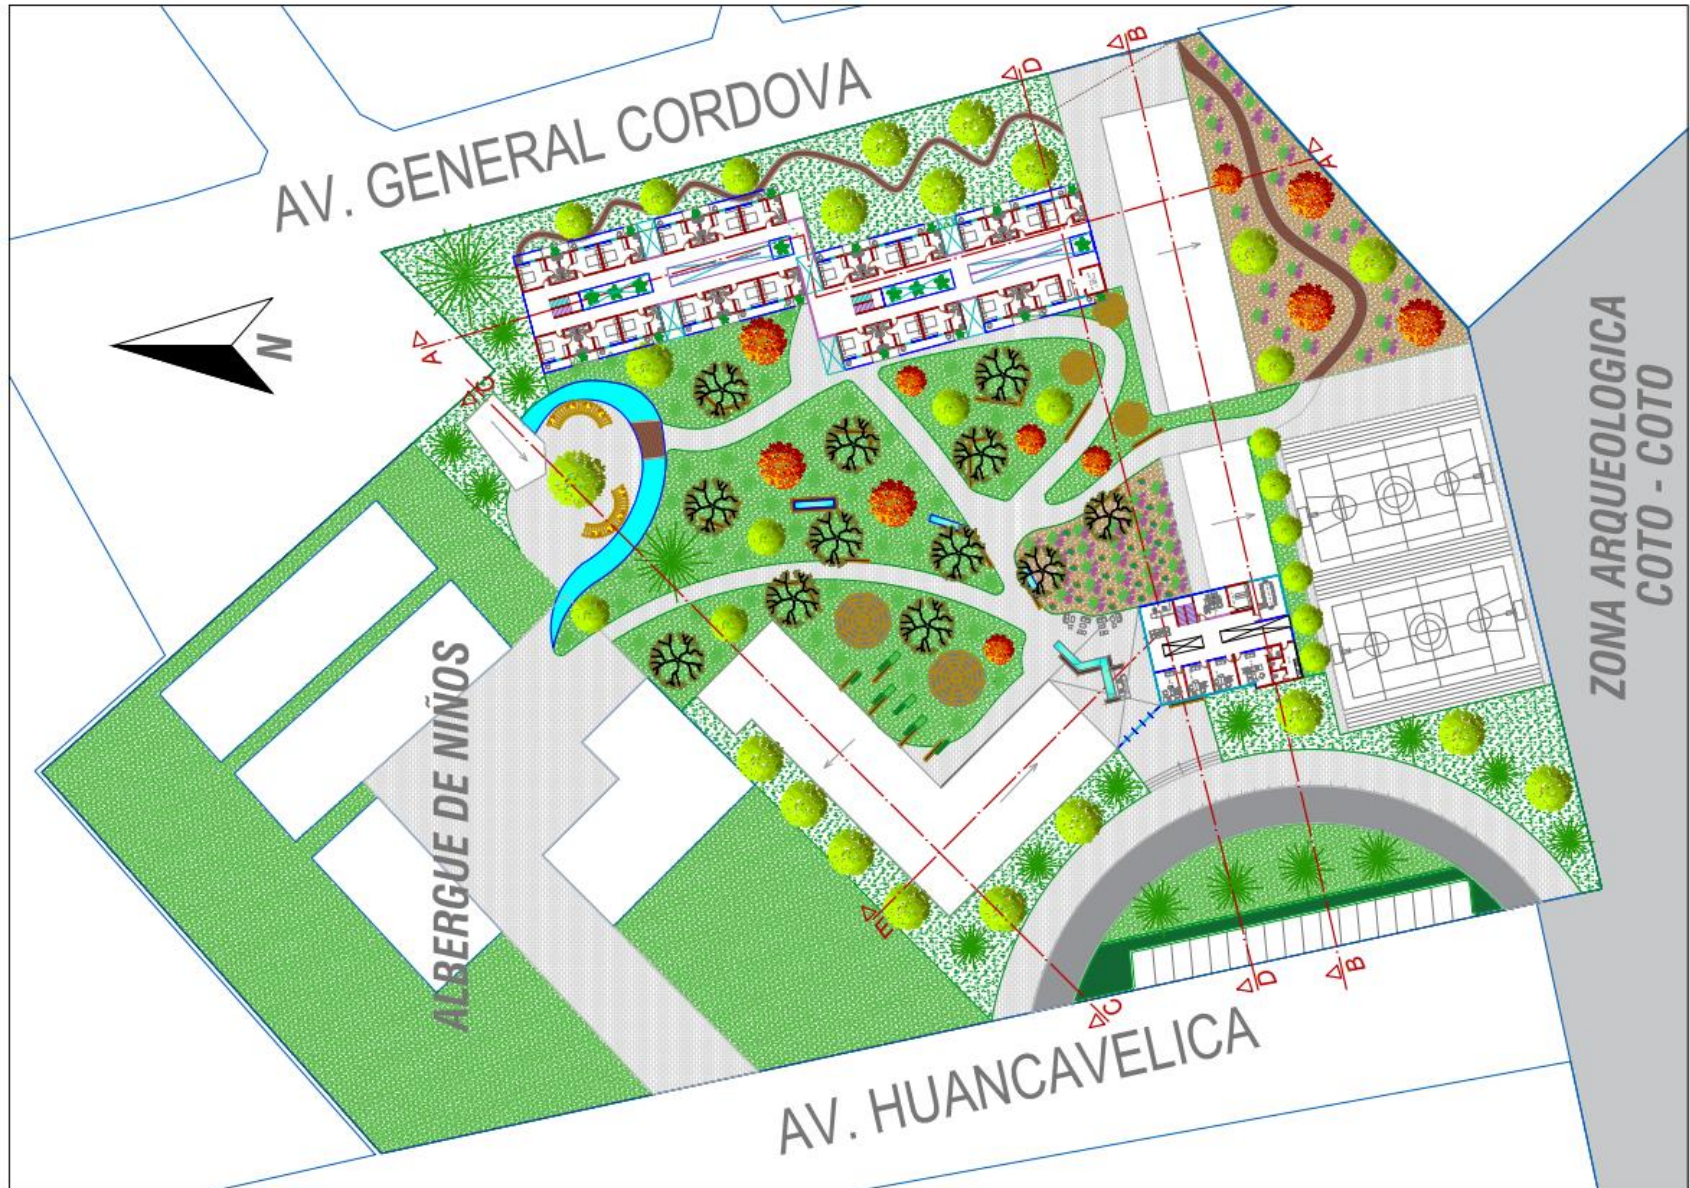 B
D
AV. GENERAL CORDOVA
A
A
N
C
ZONA ARQUEOLOGICA
COTO - COTO
ALBERGUE DE NIÑOS
E
D
B
C
AV. HUANCAVELICA